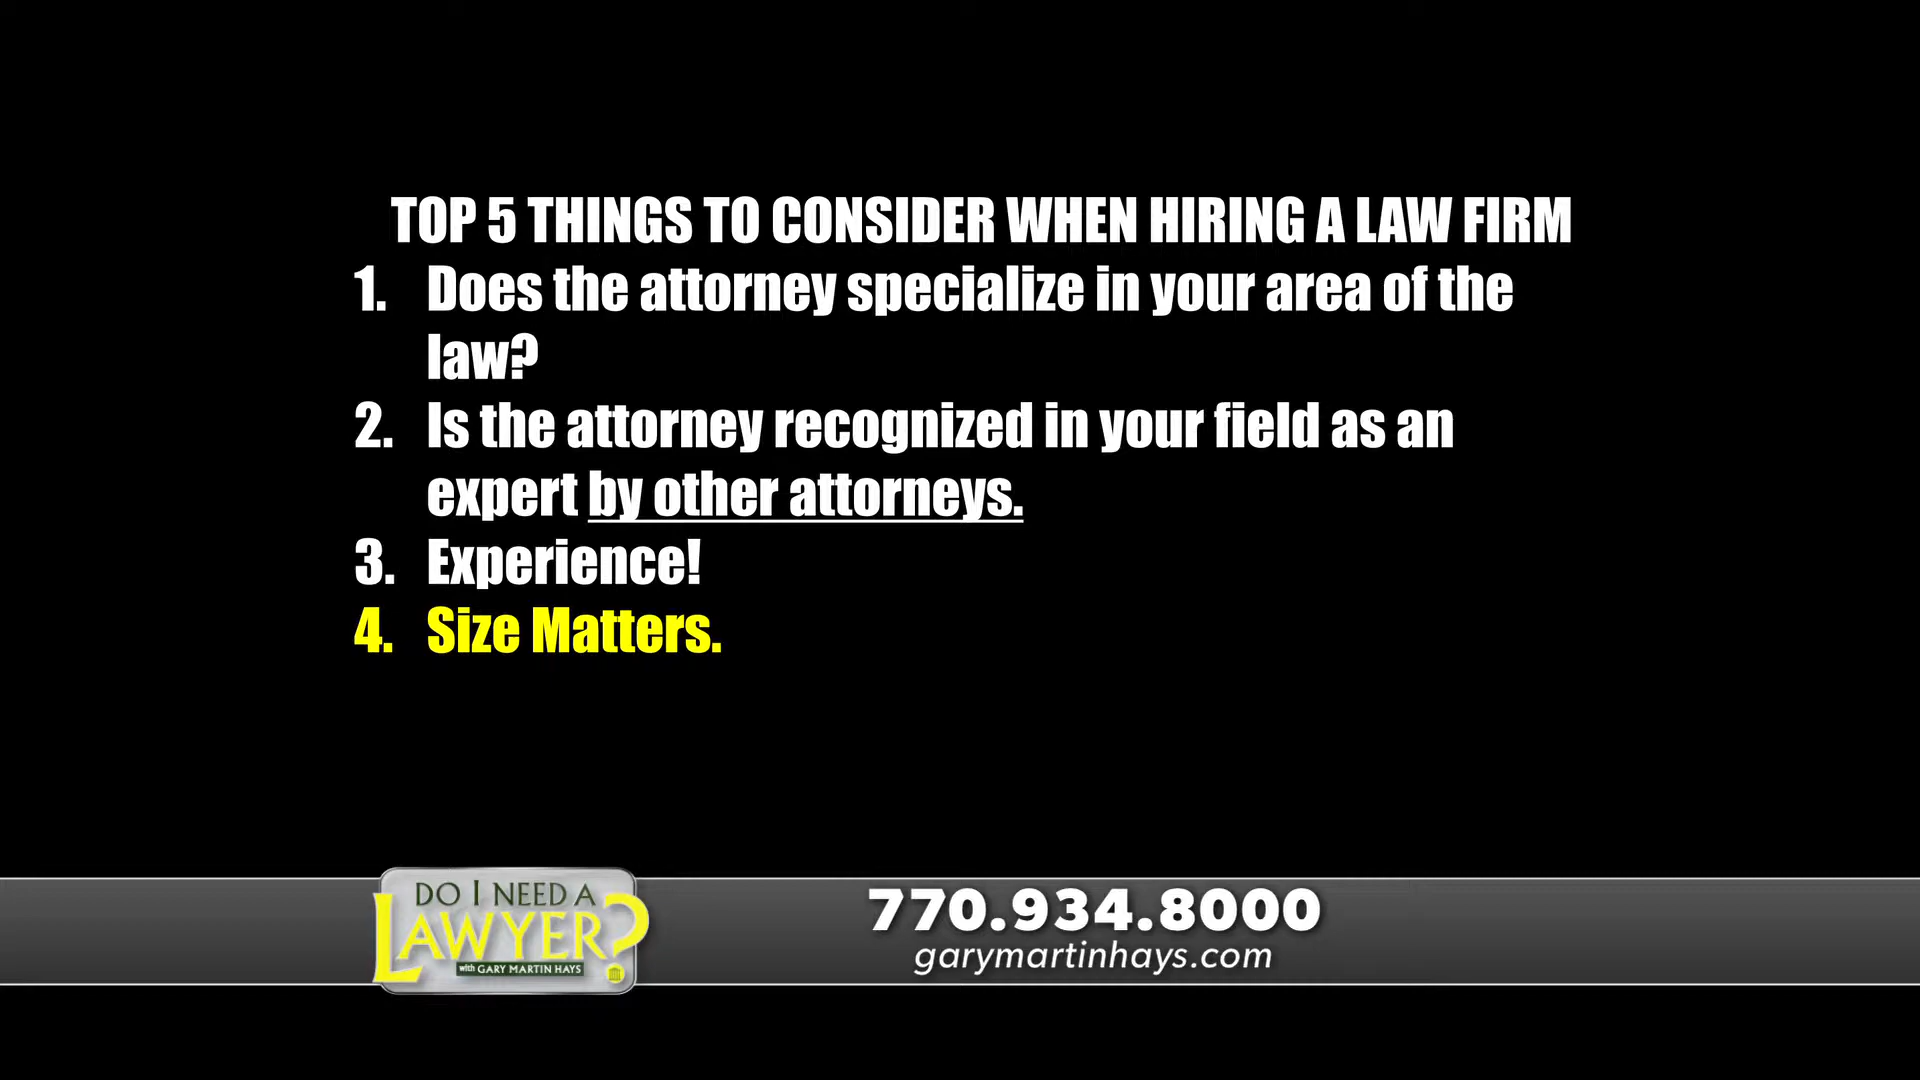 TOP 5 THINGS TO CONSIDER WHEN HIRING A LAW FIRM
1. Does the attorney specialize in your area of the
law?
2. Is the attorney recognized in your field as an
expert by other attorneys.
3. Experience!
4. Size Matters.
DO I NEED A
LAWYER?
with GARY MARTIN HAYS
770.934.8000
garymartinhays.com